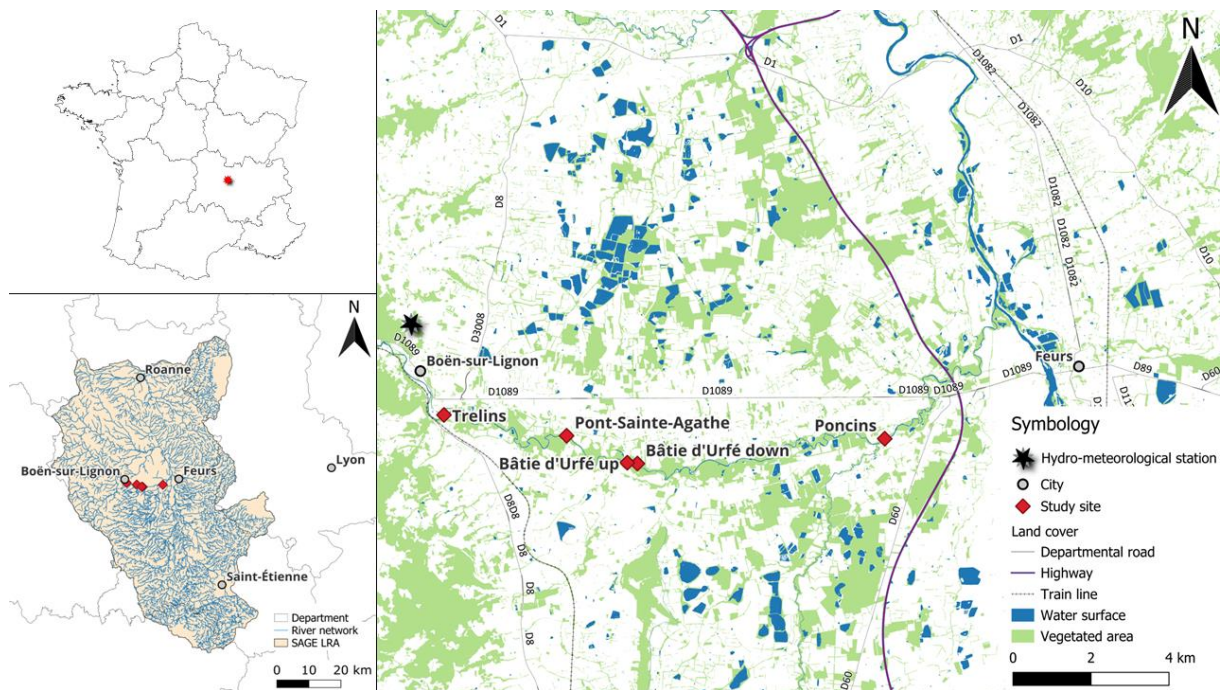 N
Roanne
Boën-sur-Lignon
Feurs
Lyon
Saint-Étienne
Department
River network
SAGE LRA
0 10 20 km
N
D1
D1
D1
D1082
D10
D1082
D1082
D8
D1082
D1082
D1082
D10
D3008
D1089
Boën-sur-Lignon
Feurs
D89
D60
D1089
D1089
D1089
D1089
Trelins
Pont-Sainte-Agathe
Poncins
Bâtie d'Urfé up
Bâtie d'Urfé down
D8D8
D8
D8
D8
D60
D60
Symbology
Hydro-meteorological station
City
Study site
Land cover
Departmental road
Highway
Train line
Water surface
Vegetated area
0 2 4 km